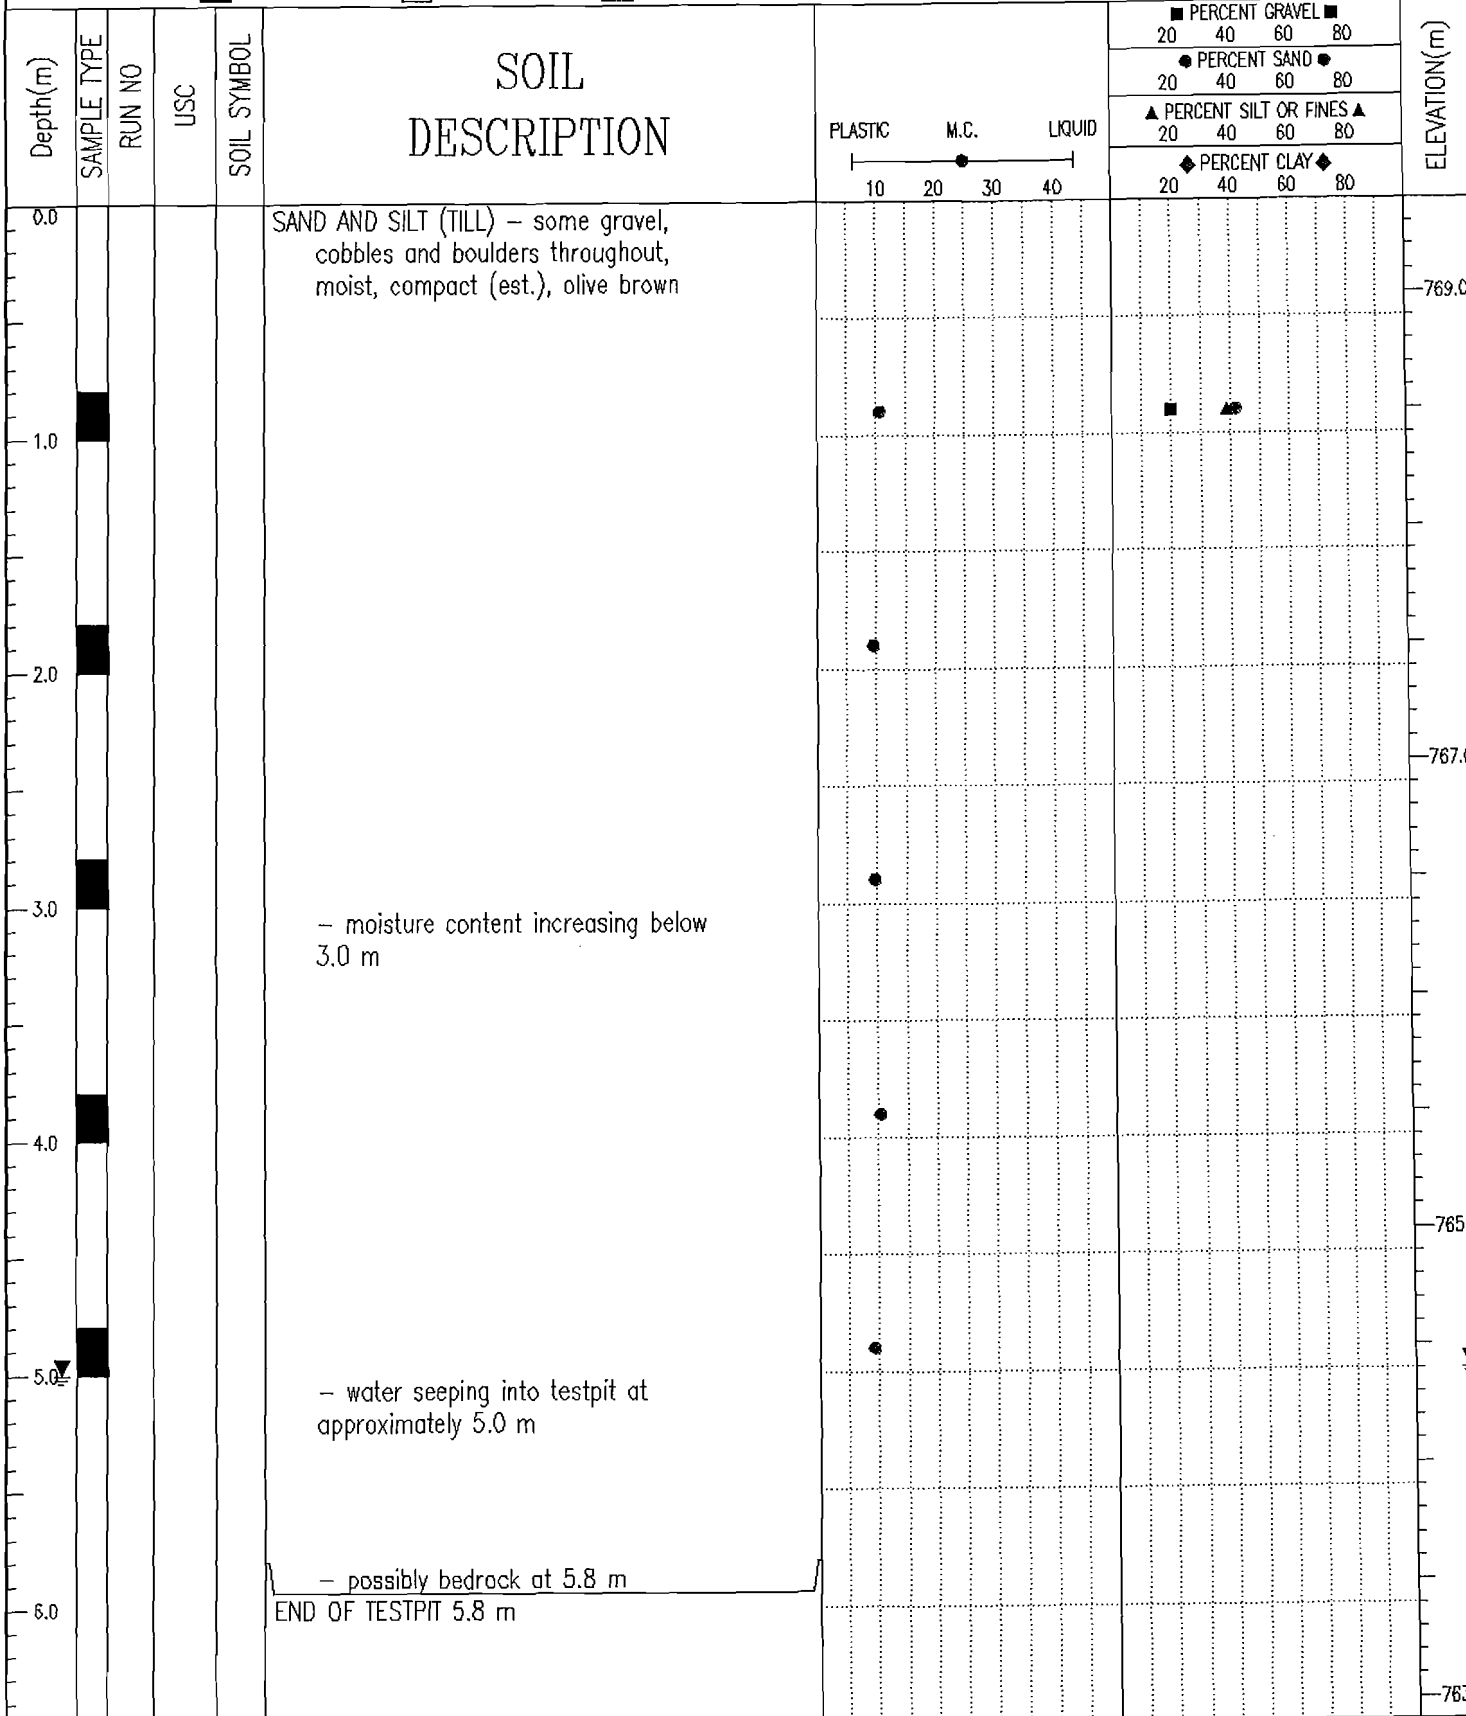 Depth(m)
SAMPLE TYPE
RUN NO
USC
SOIL SYMBOL
SOIL
DESCRIPTION
PLASTIC M.C. LIQUID
10 20 30 40
■ PERCENT GRAVEL ■
20 40 60 80
● PERCENT SAND ●
20 40 60 80
▲ PERCENT SILT OR FINES ▲
20 40 60 80
◆ PERCENT CLAY ◆
20 40 60 80
ELEVATION(m)
0.0
SAND AND SILT (TILL) – some gravel,
cobbles and boulders throughout,
moist, compact (est.), olive brown
769.0
1.0
2.0
767.
3.0
– moisture content increasing below
3.0 m
4.0
765
5.0
– water seeping into testpit at
approximately 5.0 m
– possibly bedrock at 5.8 m
6.0
END OF TESTPIT 5.8 m
763